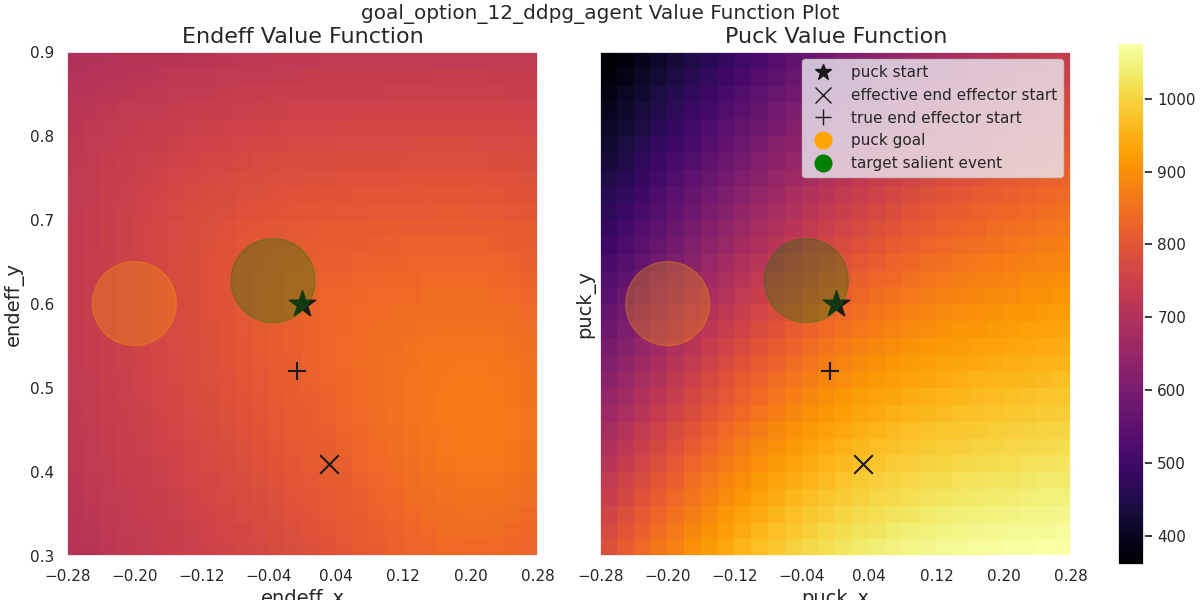 goal_option_12_ddpg_agent Value Function Plot
Endeff Value Function
Puck Value Function
puck start
effective end effector start
true end effector start
puck goal
target salient event
endeff_y
0.9
0.8
0.7
0.6
0.5
0.4
0.3
−0.28 −0.20 −0.12 −0.04 0.04 0.12 0.20 0.28
endeff_x
puck_y
−0.28 −0.20 −0.12 −0.04 0.04 0.12 0.20 0.28
puck_x
1000
900
800
700
600
500
400